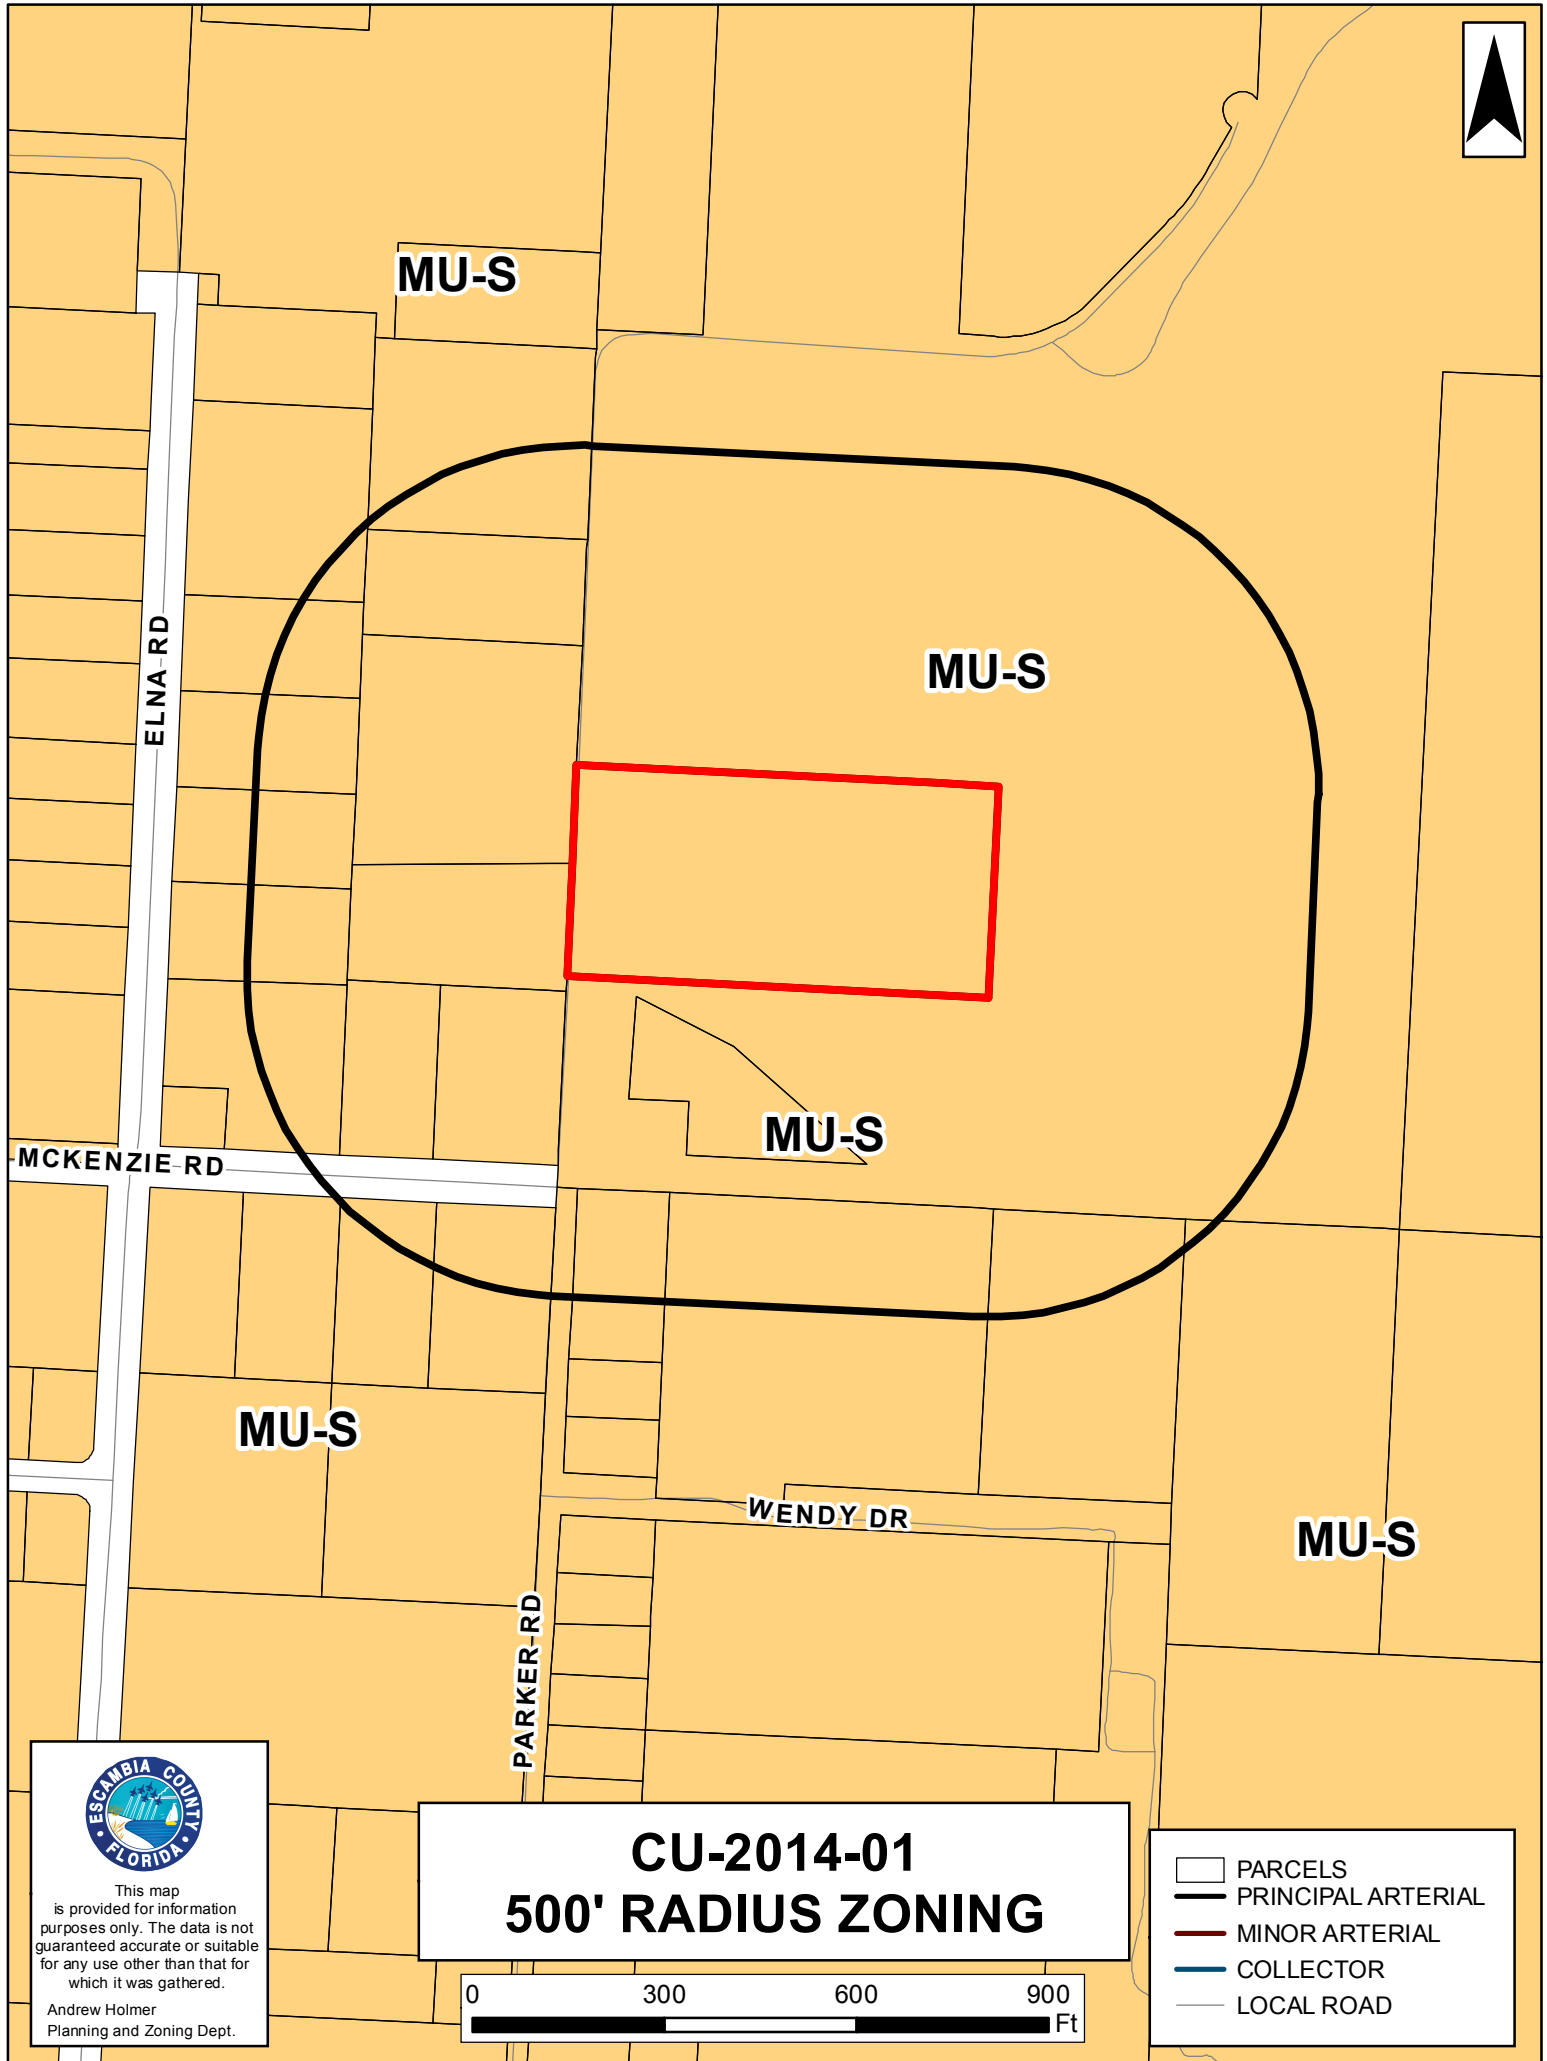 MU-S
ELNA RD
MU-S
MU-S
MCKENZIE RD
MU-S
WENDY DR
MU-S
PARKER RD
ESCAMBIA COUNTY
FLORIDA
This map
is provided for information
purposes only. The data is not
guaranteed accurate or suitable
for any use other than that for
which it was gathered.
Andrew Holmer
Planning and Zoning Dept.
CU-2014-01
500' RADIUS ZONING
0 300 600 900
Ft
PARCELS
PRINCIPAL ARTERIAL
MINOR ARTERIAL
COLLECTOR
LOCAL ROAD